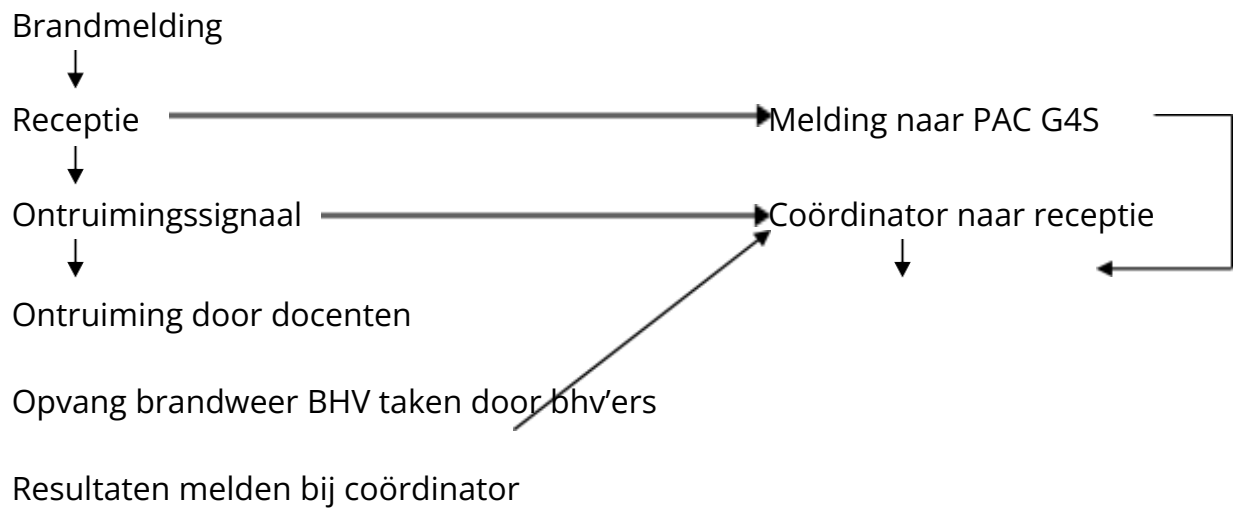 Brandmelding
Receptie
Melding naar PAC G4S
Ontruimingssignaal
Coördinator naar receptie
Ontruiming door docenten
Opvang brandweer BHV taken door bhv’ers
Resultaten melden bij coördinator